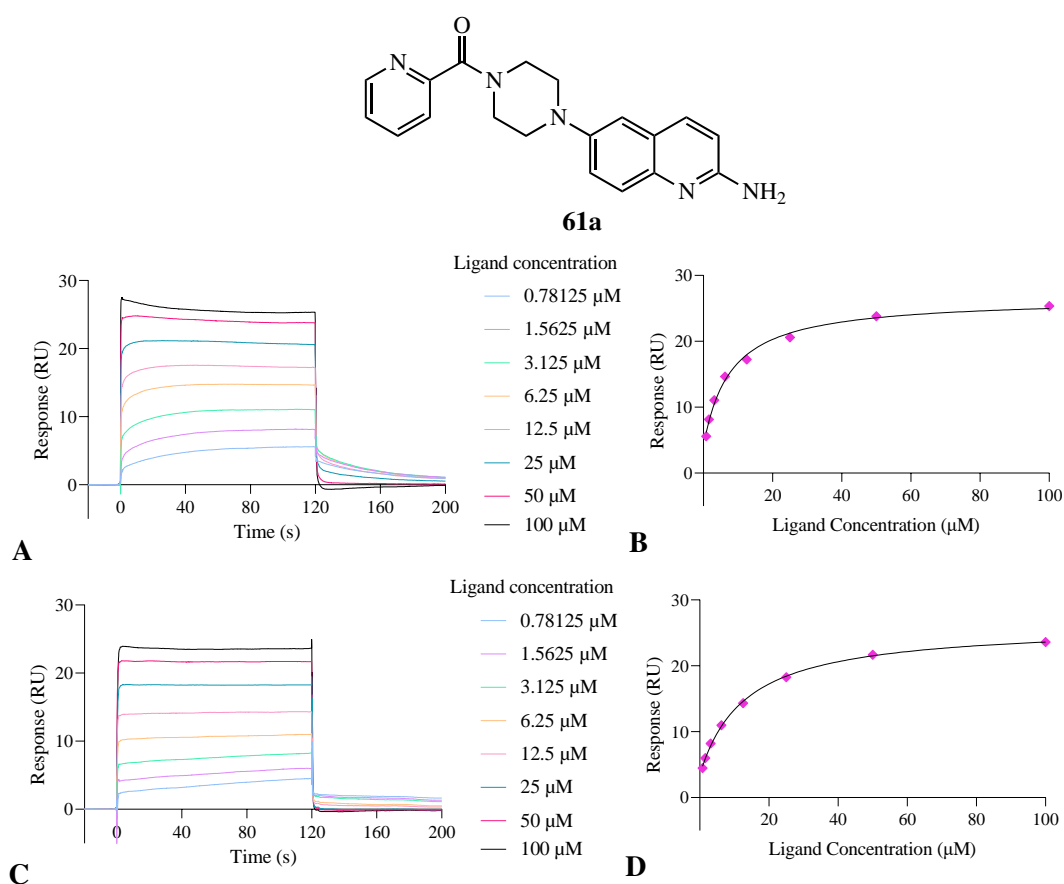 O
N
N
N
N
NH2
61a
Ligand concentration
0.78125 µM
1.5625 µM
3.125 µM
6.25 µM
12.5 µM
25 µM
50 µM
100 µM
30
20
10
0
Response (RU)
0 40 80 120 160 200
Time (s)
A
30
20
10
0
Response (RU)
20 40 60 80 100
Ligand Concentration (µM)
B
Ligand concentration
0.78125 µM
1.5625 µM
3.125 µM
6.25 µM
12.5 µM
25 µM
50 µM
100 µM
30
20
10
0
Response (RU)
0 40 80 120 160 200
Time (s)
C
30
20
10
0
Response (RU)
20 40 60 80 100
Ligand Concentration (µM)
D